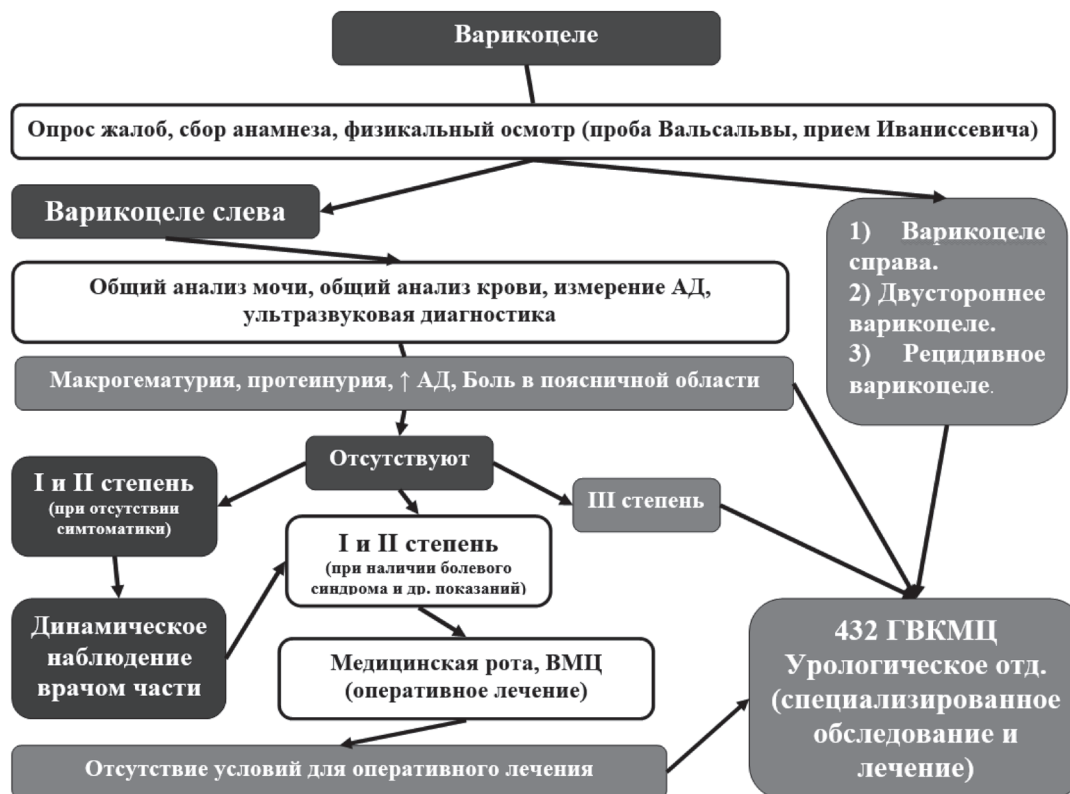 Варикоцеле
Опрос жалоб, сбор анамнеза, физикальный осмотр (проба Вальсальвы, прием Иваниссевича)
Варикоцеле слева
1) Варикоцеле
справа.
2) Двустороннее
варикоцеле.
3) Рецидивное
варикоцеле.
Общий анализ мочи, общий анализ крови, измерение АД,
ультразвуковая диагностика
Макрогематурия, протеинурия, ↑ АД, Боль в поясничной области
Отсутствуют
I и II степень
(при отсутствии
симтоматики)
III степень
I и II степень
(при наличии болевого
синдрома и др. показаний)
Динамическое
наблюдение
врачом части
Медицинская рота, ВМЦ
(оперативное лечение)
432 ГВКМЦ
Урологическое отд.
(специализированное
обследование и
лечение)
Отсутствие условий для оперативного лечения